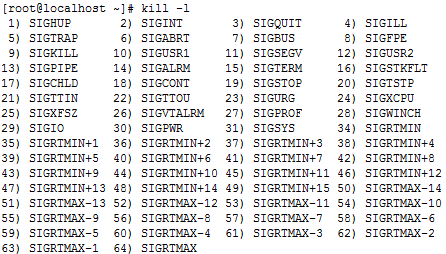 [root@localhost ~]# kill -l
 1) SIGHUP       2) SIGINT       3) SIGQUIT      4) SIGILL
 5) SIGTRAP      6) SIGABRT      7) SIGBUS       8) SIGFPE
 9) SIGKILL     10) SIGUSR1     11) SIGSEGV     12) SIGUSR2
13) SIGPIPE     14) SIGALRM     15) SIGTERM     16) SIGSTKFLT
17) SIGCHLD     18) SIGCONT     19) SIGSTOP     20) SIGTSTP
21) SIGTTIN     22) SIGTTOU     23) SIGURG      24) SIGXCPU
25) SIGXFSZ     26) SIGVTALRM   27) SIGPROF     28) SIGWINCH
29) SIGIO       30) SIGPWR      31) SIGSYS      34) SIGRTMIN
35) SIGRTMIN+1  36) SIGRTMIN+2  37) SIGRTMIN+3  38) SIGRTMIN+4
39) SIGRTMIN+5  40) SIGRTMIN+6  41) SIGRTMIN+7  42) SIGRTMIN+8
43) SIGRTMIN+9  44) SIGRTMIN+10 45) SIGRTMIN+11 46) SIGRTMIN+12
47) SIGRTMIN+13 48) SIGRTMIN+14 49) SIGRTMIN+15 50) SIGRTMAX-14
51) SIGRTMAX-13 52) SIGRTMAX-12 53) SIGRTMAX-11 54) SIGRTMAX-10
55) SIGRTMAX-9  56) SIGRTMAX-8  57) SIGRTMAX-7  58) SIGRTMAX-6
59) SIGRTMAX-5  60) SIGRTMAX-4  61) SIGRTMAX-3  62) SIGRTMAX-2
63) SIGRTMAX-1  64) SIGRTMAX